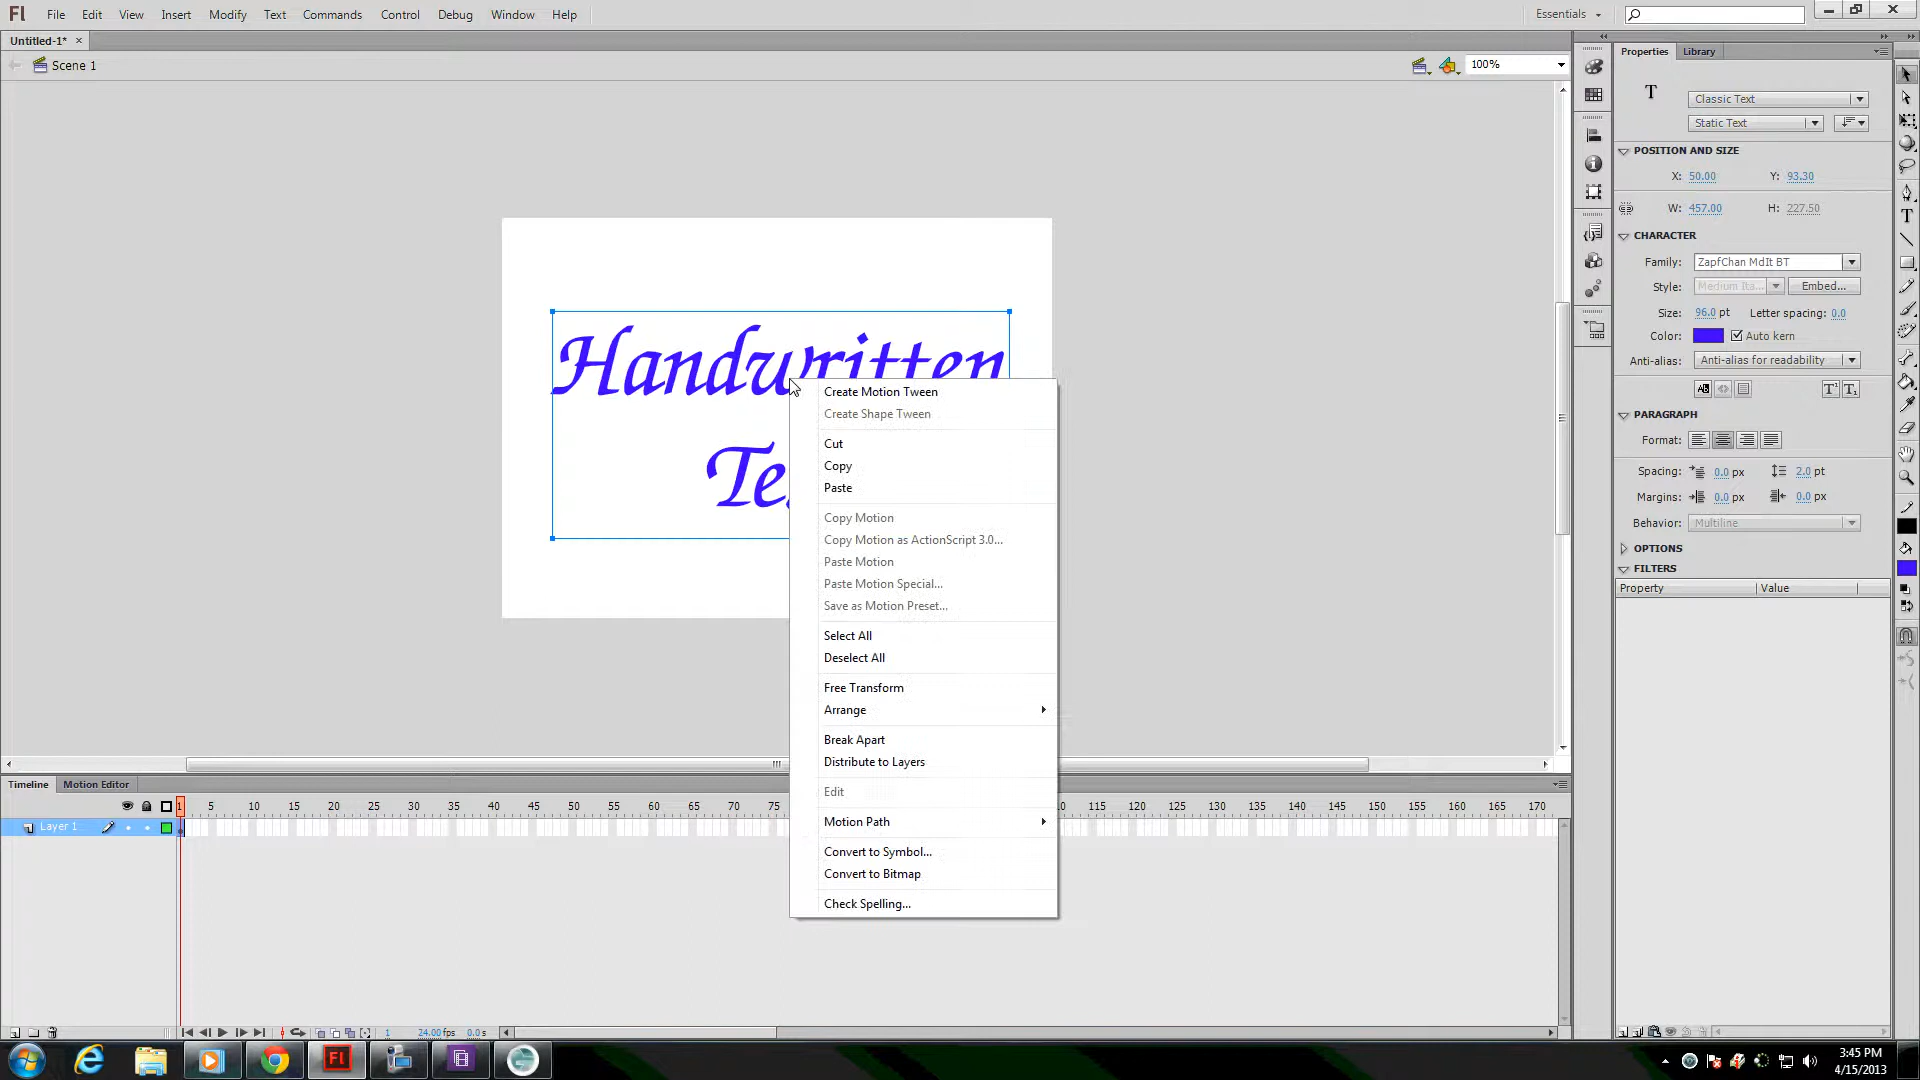 Fl File Edit View Insert Modify Text Commands Control Debug Window Help Essentials
Untitled-1* ×
Scene 1 100%
Properties Library
T Classic Text
Static Text
POSITION AND SIZE
X: 50.00 Y: 93.30
W: 457.00 H: 227.50
CHARACTER
Family: ZapfChan MdIt BT
Style: Medium Ita... Embed...
Size: 96.0 pt Letter spacing: 0.0
Color: Auto kern
Anti-alias: Anti-alias for readability
PARAGRAPH
Format:
Spacing: 0.0 px 2.0 pt
Margins: 0.0 px 0.0 px
Behavior: Multiline
OPTIONS
FILTERS
Property Value
Handwritten
Te
Create Motion Tween
Create Shape Tween
Cut
Copy
Paste
Copy Motion
Copy Motion as ActionScript 3.0...
Paste Motion
Paste Motion Special...
Save as Motion Preset...
Select All
Deselect All
Free Transform
Arrange
Break Apart
Distribute to Layers
Edit
Motion Path
Convert to Symbol...
Convert to Bitmap
Check Spelling...
Timeline Motion Editor
1 5 10 15 20 25 30 35 40 45 50 55 60 65 70 75 10 115 120 125 130 135 140 145 150 155 160 165 170
Layer 1
1 24.00 fps 0.0 s
Fl
3:45 PM
4/15/2013